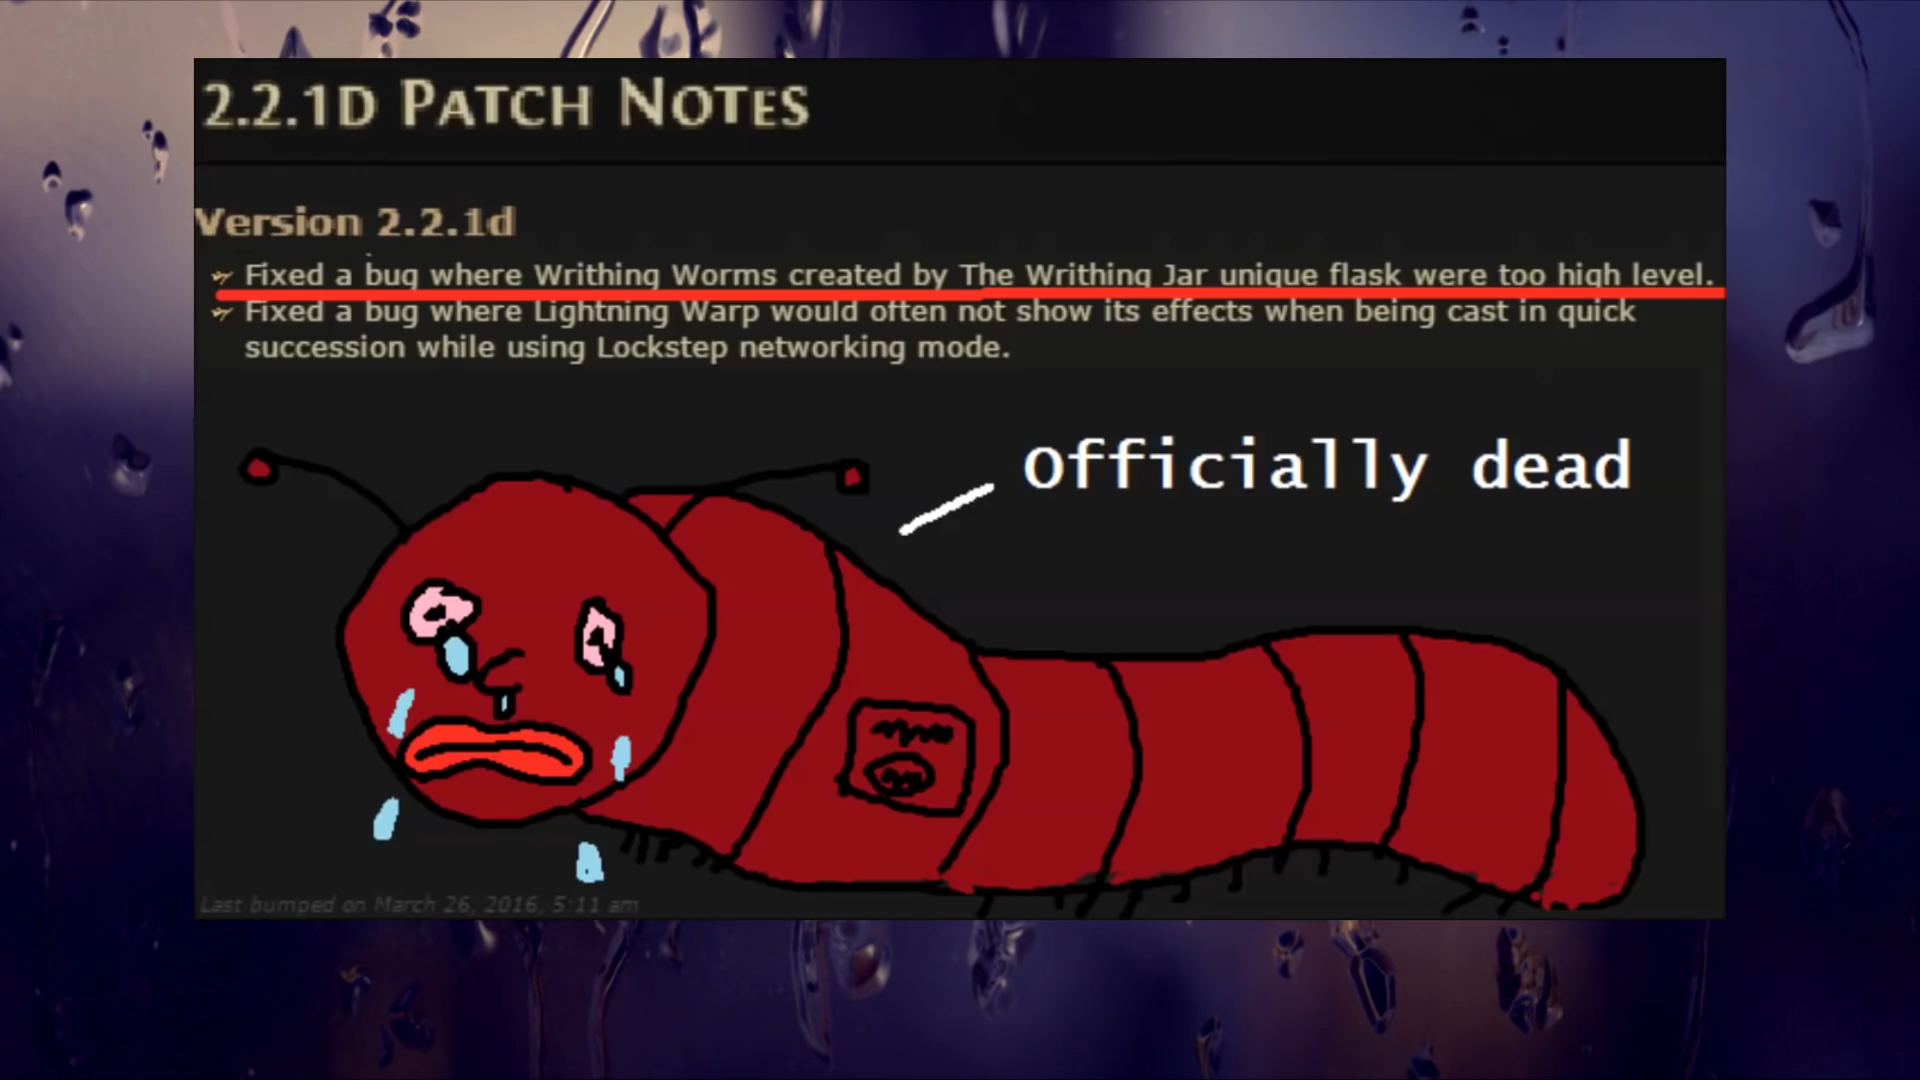 2.2.1D PATCH NOTES
Version 2.2.1d
Fixed a bug where Writhing Worms created by The Writhing Jar unique flask were too high level.
Fixed a bug where Lightning Warp would often not show its effects when being cast in quick
succession while using Lockstep networking mode.
Officially dead
Last bumped on March 26, 2016, 5:11 am